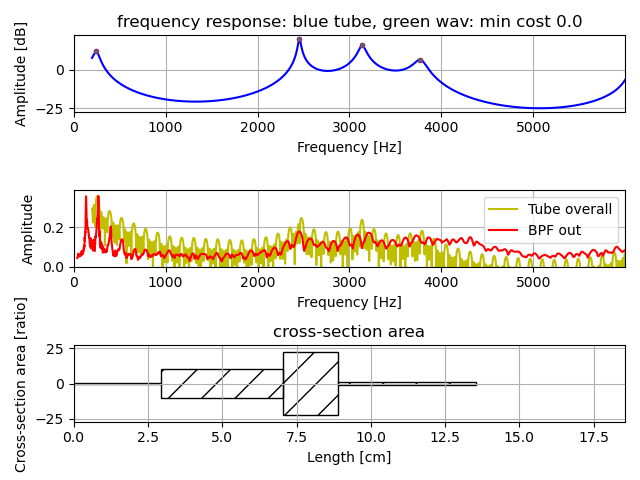 frequency response: blue tube, green wav: min cost 0.0
Amplitude [dB]
0
−25
0 1000 2000 3000 4000 5000
Frequency [Hz]
Amplitude
0.2
0.0
Tube overall
BPF out
0 1000 2000 3000 4000 5000
Frequency [Hz]
cross-section area
Cross-section area [ratio]
25
0
−25
0.0 2.5 5.0 7.5 10.0 12.5 15.0 17.5
Length [cm]